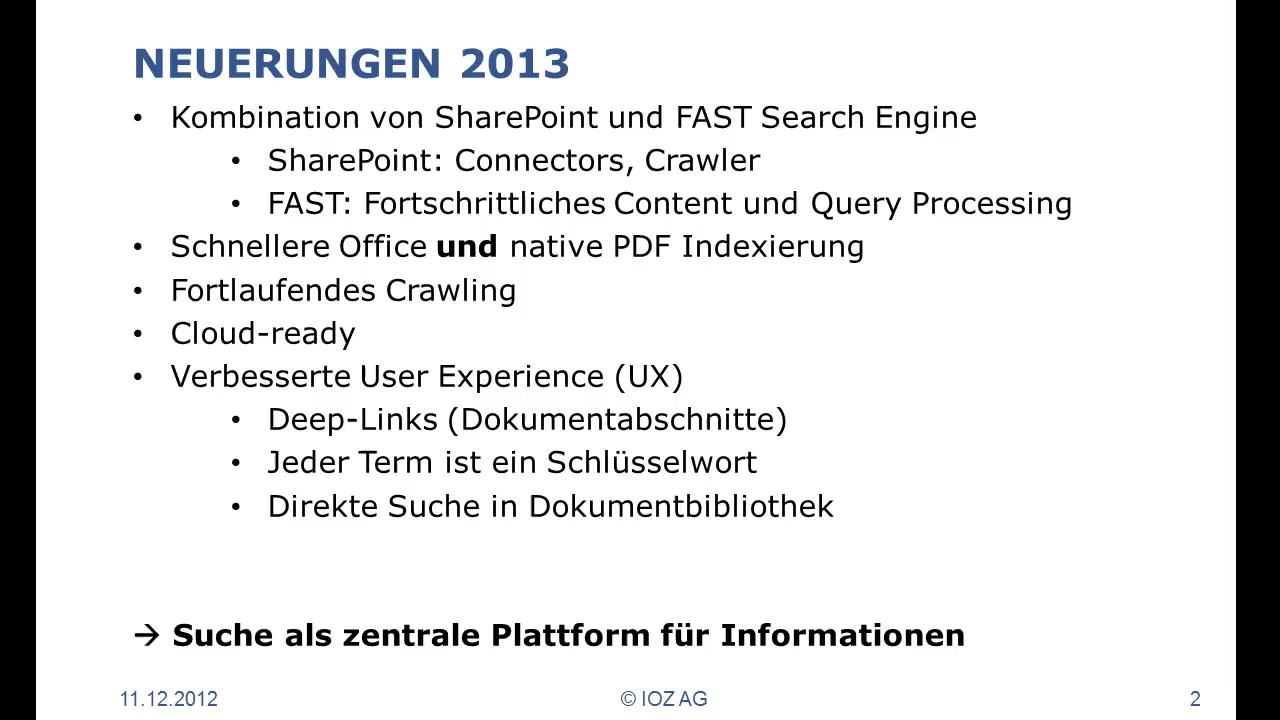 NEUERUNGEN 2013
• Kombination von SharePoint und FAST Search Engine
• SharePoint: Connectors, Crawler
• FAST: Fortschrittliches Content und Query Processing
• Schnellere Office und native PDF Indexierung
• Fortlaufendes Crawling
• Cloud-ready
• Verbesserte User Experience (UX)
• Deep-Links (Dokumentabschnitte)
• Jeder Term ist ein Schlüsselwort
• Direkte Suche in Dokumentbibliothek
→ Suche als zentrale Plattform für Informationen
11.12.2012 © IOZ AG 2